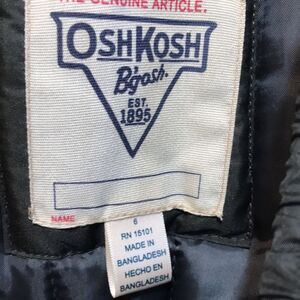 THE GENUINE ARTICLE.
OSHKOSH
B'gosh.
EST.
1895
NAME
6
RN 15101
MADE IN
BANGLADESH
HECHO EN
BANGLADESH